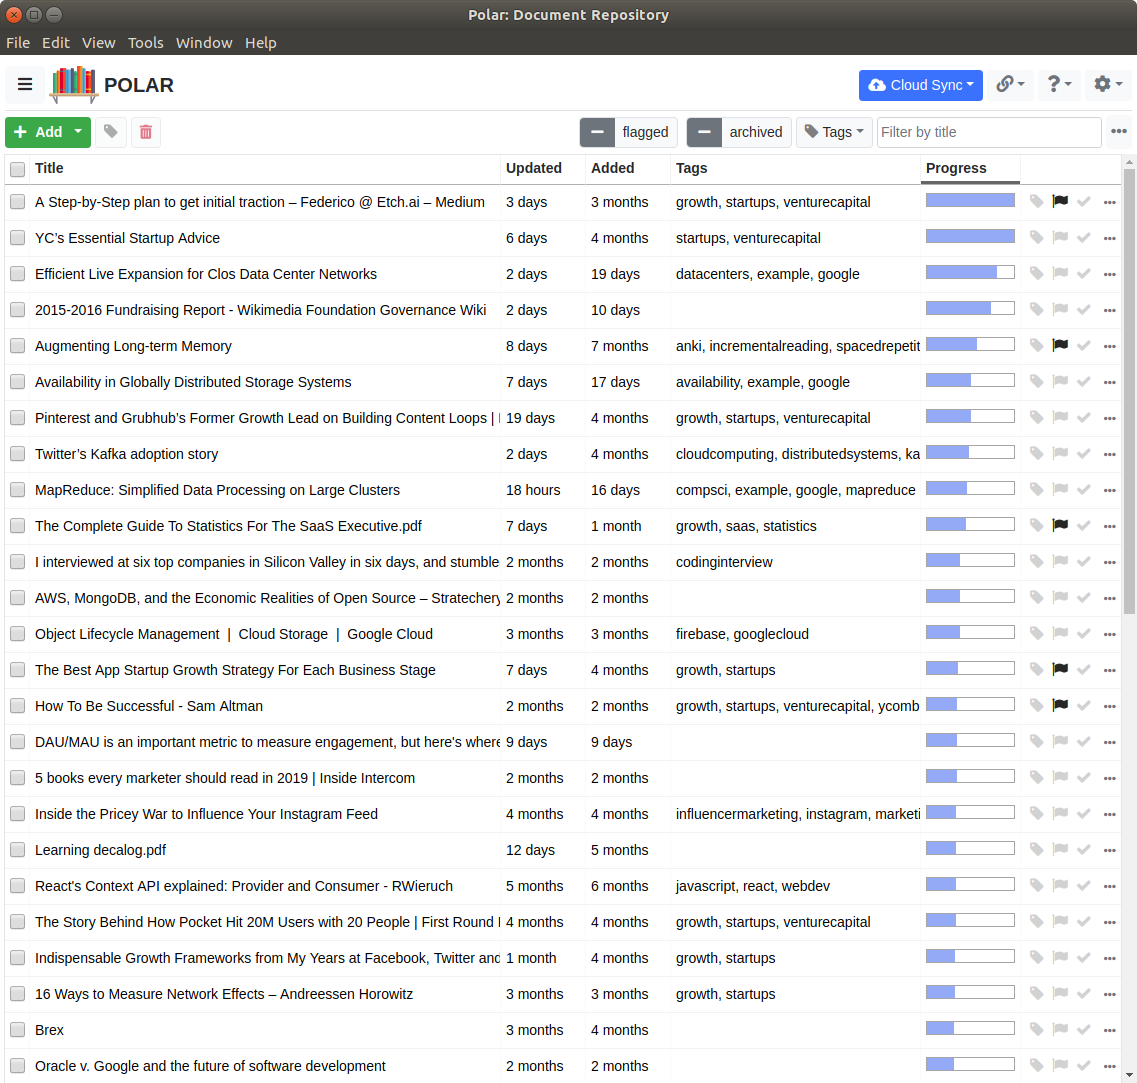 Polar: Document Repository
File Edit View Tools Window Help
POLAR Cloud Sync ?
Add flagged archived Tags Filter by title
Title Updated Added Tags Progress
A Step-by-Step plan to get initial traction – Federico @ Etch.ai – Medium 3 days 3 months growth, startups, venturecapital
YC’s Essential Startup Advice 6 days 4 months startups, venturecapital
Efficient Live Expansion for Clos Data Center Networks 2 days 19 days datacenters, example, google
2015-2016 Fundraising Report - Wikimedia Foundation Governance Wiki 2 days 10 days
Augmenting Long-term Memory 8 days 7 months anki, incrementalreading, spacedrepetit
Availability in Globally Distributed Storage Systems 7 days 17 days availability, example, google
Pinterest and Grubhub’s Former Growth Lead on Building Content Loops | 19 days 4 months growth, startups, venturecapital
Twitter’s Kafka adoption story 2 days 4 months cloudcomputing, distributedsystems, ka
MapReduce: Simplified Data Processing on Large Clusters 18 hours 16 days compsci, example, google, mapreduce
The Complete Guide To Statistics For The SaaS Executive.pdf 7 days 1 month growth, saas, statistics
I interviewed at six top companies in Silicon Valley in six days, and stumble 2 months 2 months codinginterview
AWS, MongoDB, and the Economic Realities of Open Source – Stratechery 2 months 2 months
Object Lifecycle Management | Cloud Storage | Google Cloud 3 months 3 months firebase, googlecloud
The Best App Startup Growth Strategy For Each Business Stage 7 days 4 months growth, startups
How To Be Successful - Sam Altman 2 months 2 months growth, startups, venturecapital, ycomb
DAU/MAU is an important metric to measure engagement, but here's where 9 days 9 days
5 books every marketer should read in 2019 | Inside Intercom 2 months 2 months
Inside the Pricey War to Influence Your Instagram Feed 4 months 4 months influencermarketing, instagram, marketi
Learning decalog.pdf 12 days 5 months
React's Context API explained: Provider and Consumer - RWieruch 5 months 6 months javascript, react, webdev
The Story Behind How Pocket Hit 20M Users with 20 People | First Round 4 months 4 months growth, startups, venturecapital
Indispensable Growth Frameworks from My Years at Facebook, Twitter and 1 month 4 months growth, startups
16 Ways to Measure Network Effects – Andreessen Horowitz 3 months 3 months growth, startups
Brex 3 months 4 months
Oracle v. Google and the future of software development 2 months 2 months